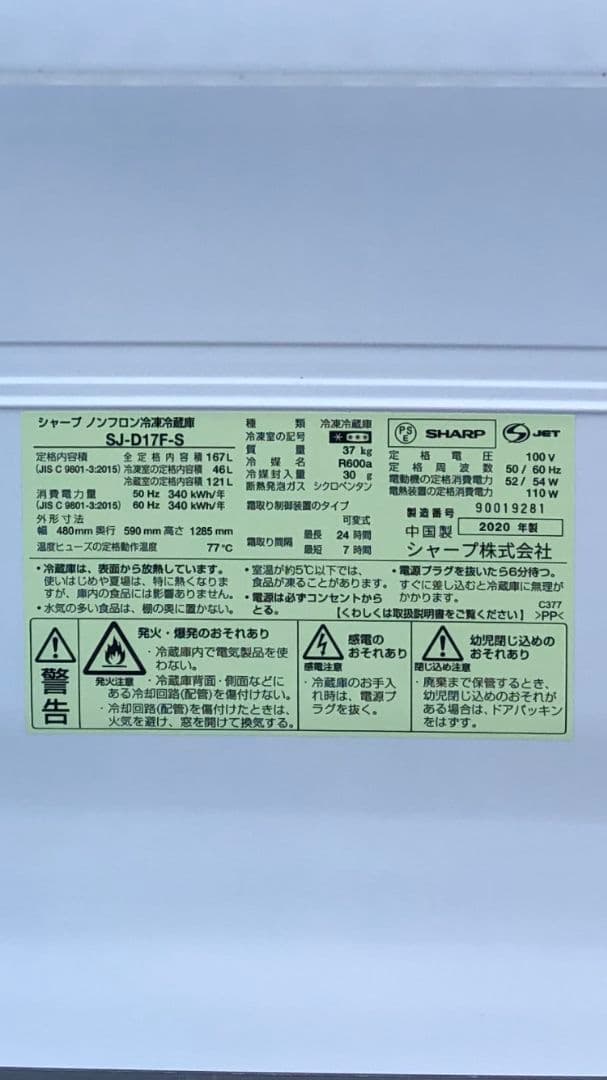 シャープ ノンフロン冷凍冷蔵庫
SJ-D17F-S
定格内容積 全定格内容積 167L
(JIS C 9801-3:2015) 冷凍室の定格内容積 46L
冷蔵室の定格内容積 121L
消費電力量 50 Hz 340 kWh/年
(JIS C 9801-3:2015) 60 Hz 340 kWh/年
外形寸法
幅 480mm 奥行 590mm 高さ 1285mm
温度ヒューズの定格動作温度 77℃
種類 冷凍冷蔵庫
冷凍室の記号
質量 37 kg
冷媒名 R600a
冷媒封入量 30 g
断熱発泡ガス シクロペンタン
霜取り制御装置のタイプ
可変式
霜取り間隔 最長 24 時間
最短 7 時間
PSE SHARP JET
定格電圧 100 V
定格周波数 50/60 Hz
電動機の定格消費電力 52/54 W
電熱装置の定格消費電力 110 W
製造番号 90019281
中国製 2020 年製
シャープ株式会社
・冷蔵庫は、表面から放熱しています。
使いはじめや夏場は、特に熱くなりま
すが、庫内の食品には影響ありません。
・水気の多い食品は、棚の奥に置かない。
・室温が約5℃以下では、
食品が凍ることがあります。
・電源は必ずコンセントから
とる。
・電源プラグを抜いたら6分待つ。
すぐに差し込むと冷蔵庫に無理が
かかります。
【くわしくは取扱説明書をご覧ください】
C377
>PP<
警告
発火・爆発のおそれあり
発火注意
・冷蔵庫内で電気製品を使
わない。
・冷蔵庫背面・側面などに
ある冷却回路(配管)を傷付けない。
・冷却回路(配管)を傷付けたときは、
火気を避け、窓を開けて換気する。
感電の
おそれあり
感電注意
・冷蔵庫のお手入
れ時は、電源プ
ラグを抜く。
幼児閉じ込めの
おそれあり
閉じ込め注意
・廃棄まで保管するとき、
幼児閉じ込めのおそれが
ある場合は、ドアパッキン
をはずす。